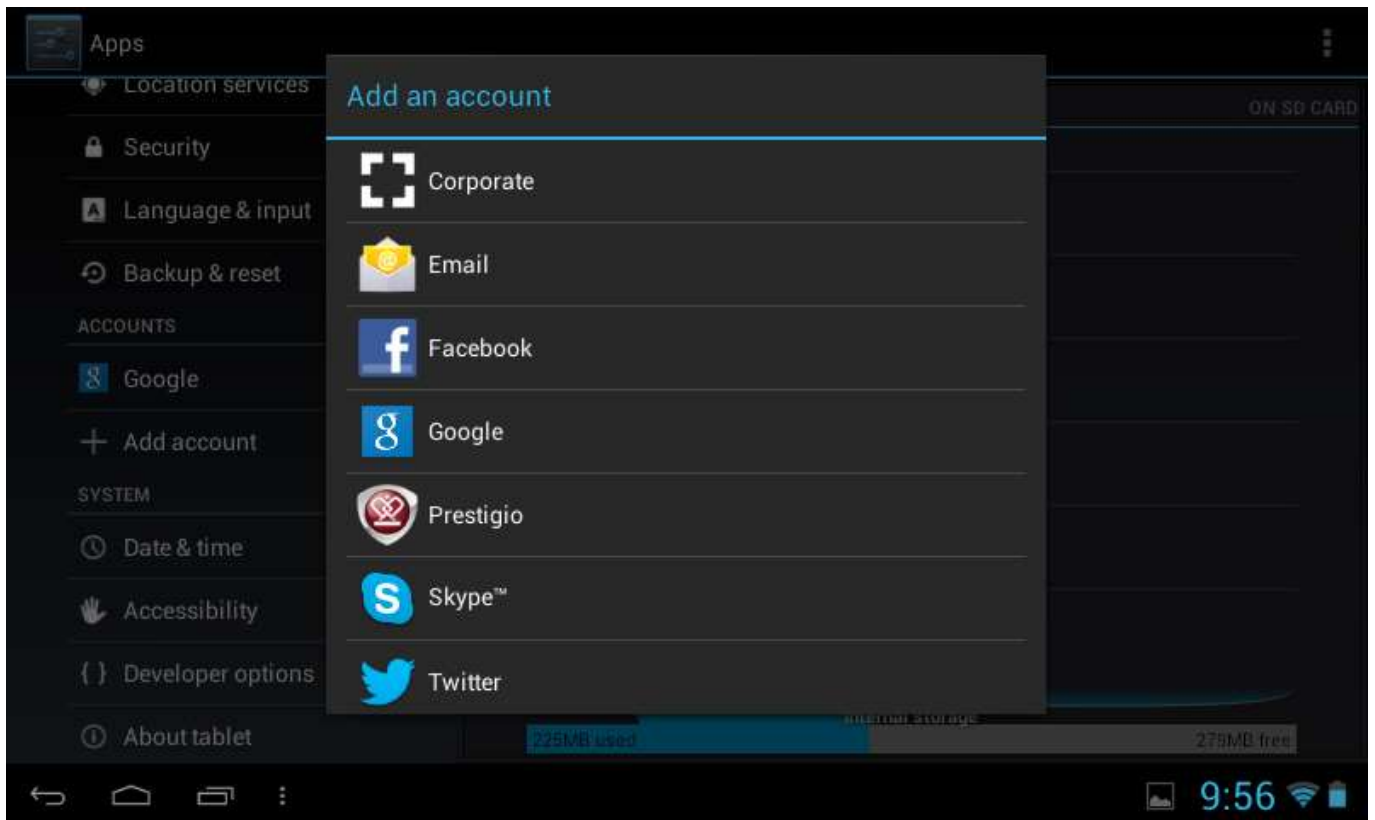 Apps
Location services
Security
Language & input
Backup & reset
ACCOUNTS
Google
Add account
SYSTEM
Date & time
Accessibility
{ } Developer options
About tablet
ON SD CARD
Add an account
Corporate
Email
Facebook
Google
Prestigio
Skype™
Twitter
Internal storage
225MB used
279MB free
9:56